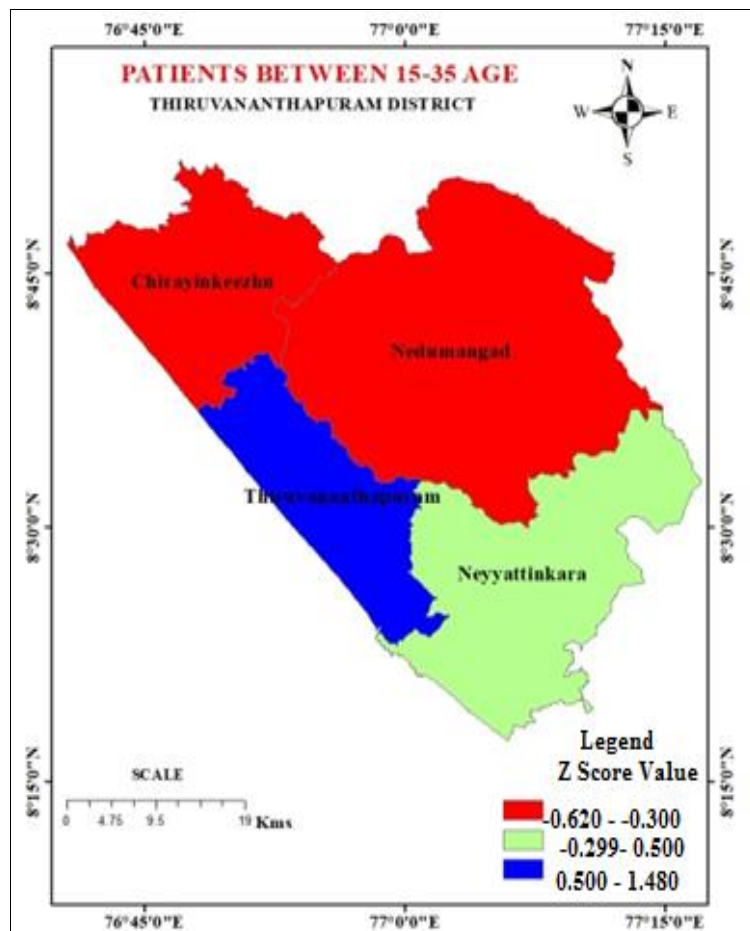 76°45'0"E 77°0'0"E 77°15'0"E
PATIENTS BETWEEN 15-35 AGE
THIRUVANANTHAPURAM DISTRICT
N
W E
S
8°45'0"N 8°45'0"N
Chirayinkeezhu
Nedumangad
Thiruvananthapuram
8°30'0"N 8°30'0"N
Neyyattinkara
Legend
Z Score Value
SCALE
8°15'0"N 8°15'0"N
0 4.75 9.5 19 Kms
-0.620 - -0.300
-0.299- 0.500
0.500 - 1.480
76°45'0"E 77°0'0"E 77°15'0"E